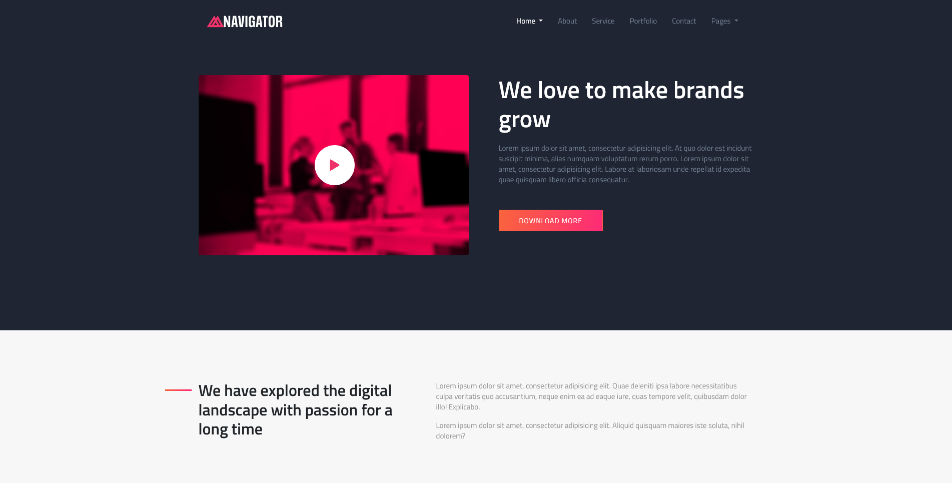 NAVIGATOR
Home About Service Portfolio Contact Pages
We love to make brands
grow
Lorem ipsum dolor sit amet, consectetur adipisicing elit. At quo dolor est incidunt
suscipit minima, alias numquam voluptatum rerum porro. Lorem ipsum dolor sit
amet, consectetur adipisicing elit. Labore at laboriosam unde repellat id expedita
quae quisquam libero officia consequatur.
DOWNLOAD MORE
We have explored the digital
landscape with passion for a
long time
Lorem ipsum dolor sit amet, consectetur adipisicing elit. Quae deleniti ipsa labore necessitatibus
culpa veritatis quo accusantium, neque enim ea ad eaque iure, cuas tempore velit, quibusdam dolor
illo! Explicabo.
Lorem ipsum dolor sit amet, consectetur adipisicing elit. Aliquid quisquam maiores iste soluta, nihil
dolorem?